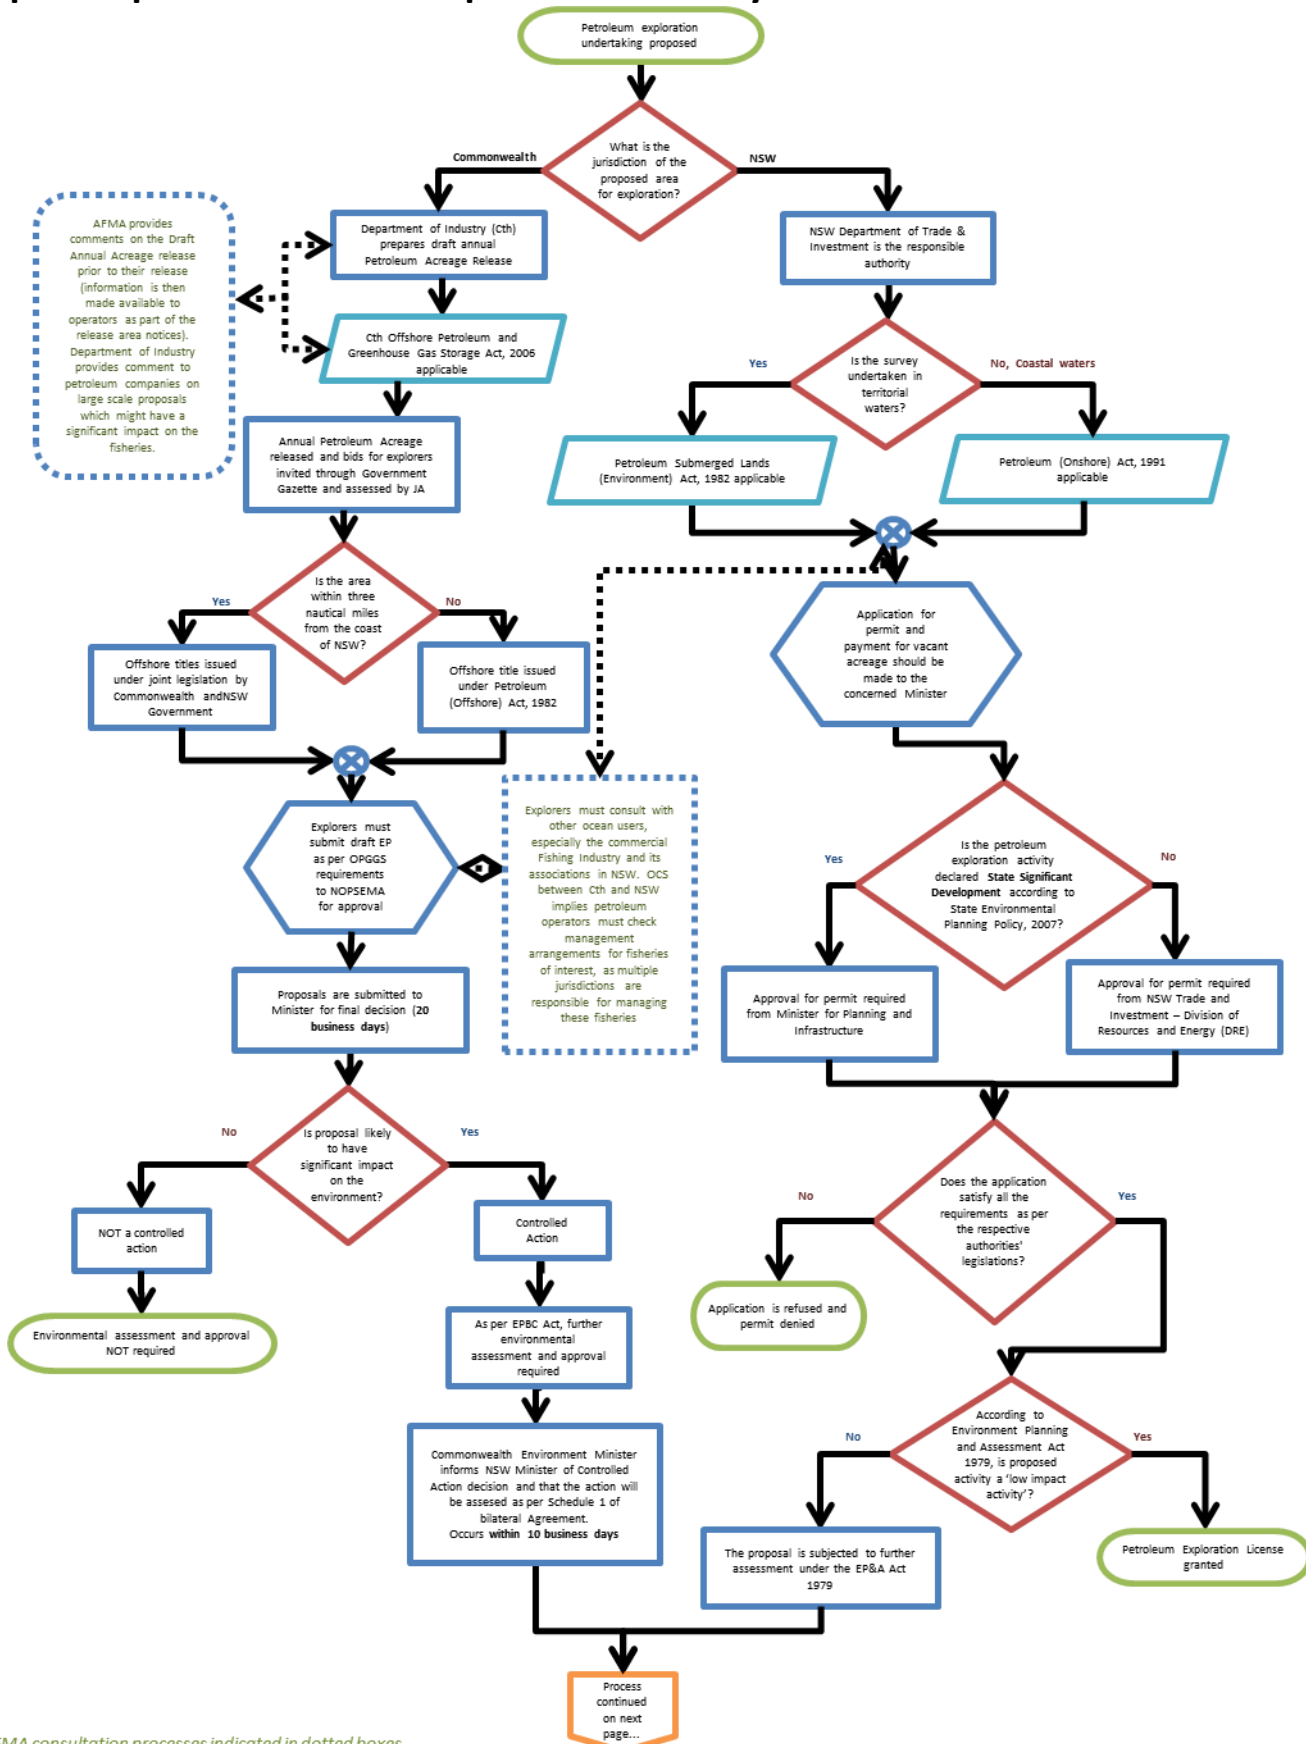 Petroleum exploration
undertaking proposed
What is the
jurisdiction of the
proposed area
for exploration?
Commonwealth
NSW
AFMA provides
comments on the Draft
Annual Acreage release
prior to their release
(information is then
made available to
operators as part of the
release area notices).
Department of Industry
provides comment to
petroleum companies on
large scale proposals
which might have a
significant impact on the
fisheries.
Department of Industry (Cth)
prepares draft annual
Petroleum Acreage Release
NSW Department of Trade &
Investment is the responsible
authority
Cth Offshore Petroleum and
Greenhouse Gas Storage Act, 2006
applicable
Is the survey
undertaken in
territorial
waters?
Yes
No, Coastal waters
Annual Petroleum Acreage
released and bids for explorers
invited through Government
Gazette and assessed by JA
Petroleum Submerged Lands
(Environment) Act, 1982 applicable
Petroleum (Onshore) Act, 1991
applicable
Is the area
within three
nautical miles
from the coast
of NSW?
Yes
No
Application for
permit and
payment for vacant
acreage should be
made to the
concerned Minister
Offshore titles issued
under joint legislation by
Commonwealth andNSW
Government
Offshore title issued
under Petroleum
(Offshore) Act, 1982
Explorers must
submit draft EP
as per OPGGS
requirements
to NOPSEMA
for approval
Explorers must consult with
other ocean users,
especially the commercial
Fishing Industry and its
associations in NSW. OCS
between Cth and NSW
implies petroleum
operators must check
management
arrangements for fisheries
of interest, as multiple
jurisdictions are
responsible for managing
these fisheries
Is the petroleum
exploration activity
declared State Significant
Development according to
State Environmental
Planning Policy, 2007?
Yes
No
Proposals are submitted to
Minister for final decision (20
business days)
Approval for permit required
from Minister for Planning and
Infrastructure
Approval for permit required
from NSW Trade and
Investment – Division of
Resources and Energy (DRE)
Is proposal likely
to have
significant impact
on the
environment?
No
Yes
Does the application
satisfy all the
requirements as per
the respective
authorities'
legislations?
No
Yes
NOT a controlled
action
Controlled
Action
Environmental assessment and approval
NOT required
As per EPBC Act, further
environmental
assessment and approval
required
Application is refused and
permit denied
According to
Environment Planning
and Assessment Act
1979, is proposed
activity a 'low impact
activity'?
No
Yes
Commonwealth Environment Minister
informs NSW Minister of Controlled
Action decision and that the action will
be assesed as per Schedule 1 of
bilateral Agreement.
Occurs within 10 business days
The proposal is subjected to further
assessment under the EP&A Act
1979
Petroleum Exploration License
granted
Process
continued
on next
page...
consultation processes indicated in dotted boxes